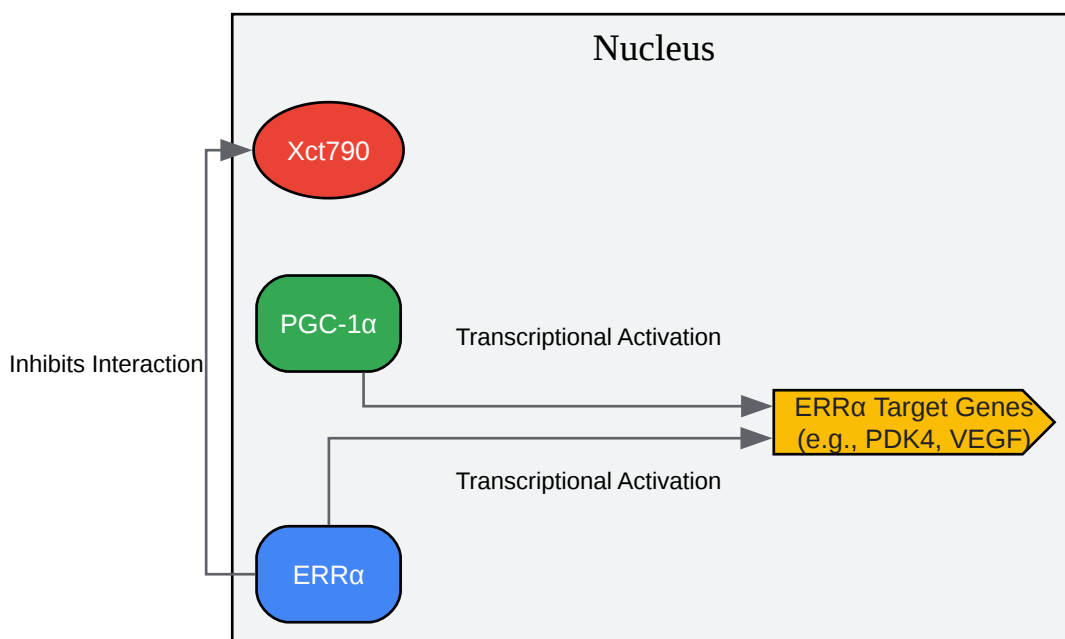 Nucleus
Xct790
PGC-1α
Transcriptional Activation
Inhibits Interaction
ERRα Target Genes
(e.g., PDK4, VEGF)
Transcriptional Activation
ERRα